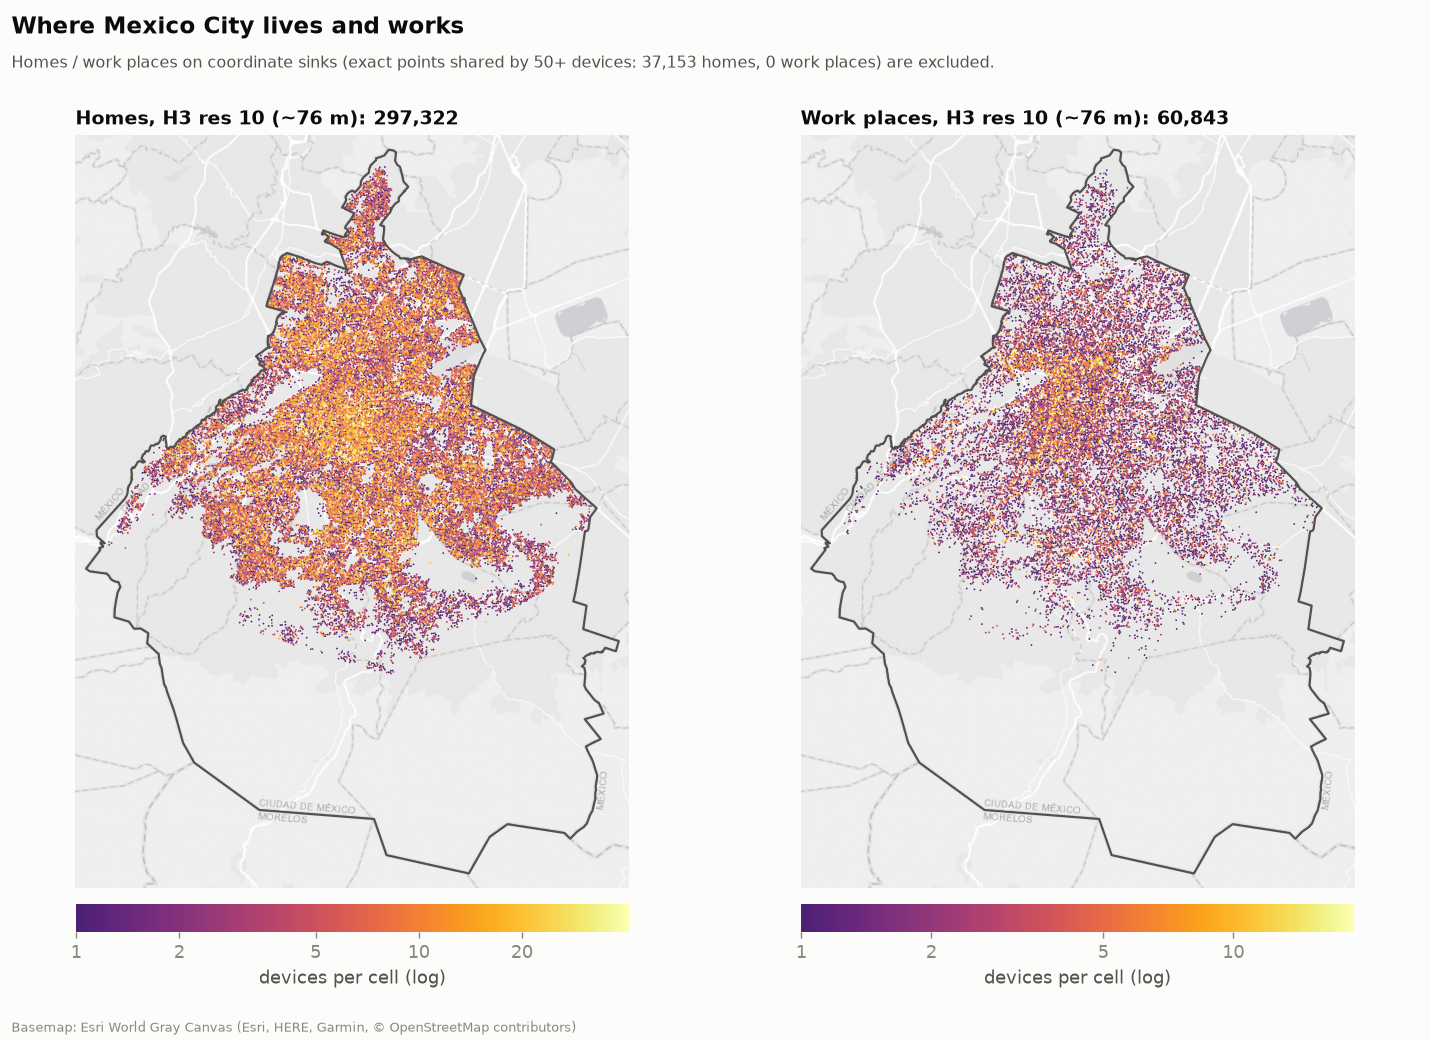 Where Mexico City lives and works
Homes / work places on coordinate sinks (exact points shared by 50+ devices: 37,153 homes, 0 work places) are excluded.
Homes, H3 res 10 (~76 m): 297,322
MÉXICO
CIUDAD DE MÉXICO
MORELOS
MÉXICO
1 2 5 10 20
devices per cell (log)
Work places, H3 res 10 (~76 m): 60,843
MÉXICO
CIUDAD DE MÉXICO
MORELOS
MÉXICO
1 2 5 10
devices per cell (log)
Basemap: Esri World Gray Canvas (Esri, HERE, Garmin, © OpenStreetMap contributors)